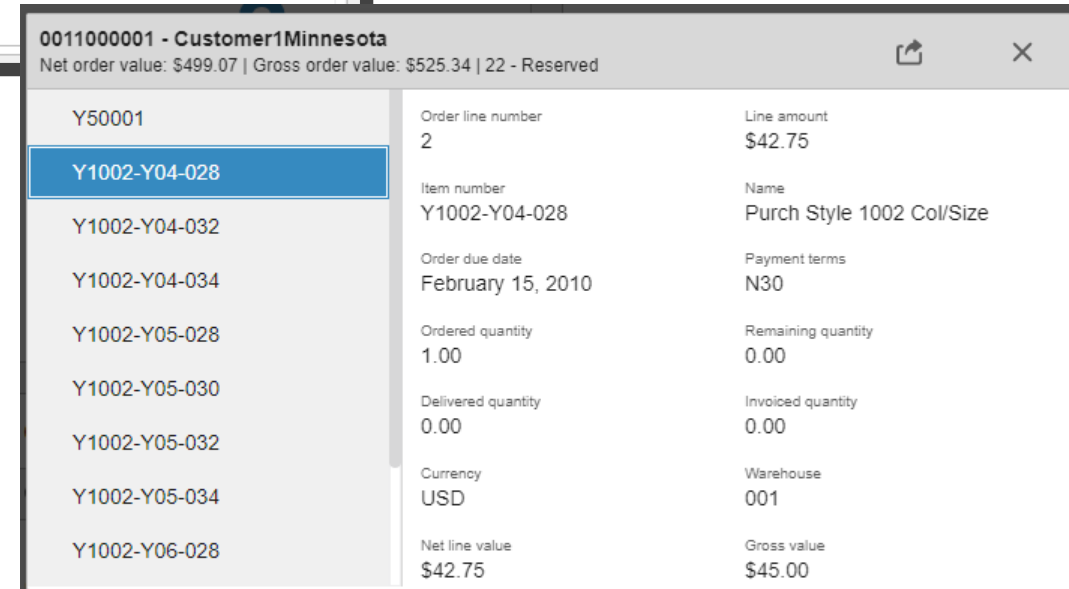 0011000001 - Customer1Minnesota
Net order value: $499.07 | Gross order value: $525.34 | 22 - Reserved
Y50001
Y1002-Y04-028
Y1002-Y04-032
Y1002-Y04-034
Y1002-Y05-028
Y1002-Y05-030
Y1002-Y05-032
Y1002-Y05-034
Y1002-Y06-028
Order line number
2
Line amount
$42.75
Item number
Y1002-Y04-028
Name
Purch Style 1002 Col/Size
Order due date
February 15, 2010
Payment terms
N30
Ordered quantity
1.00
Remaining quantity
0.00
Delivered quantity
0.00
Invoiced quantity
0.00
Currency
USD
Warehouse
001
Net line value
$42.75
Gross value
$45.00